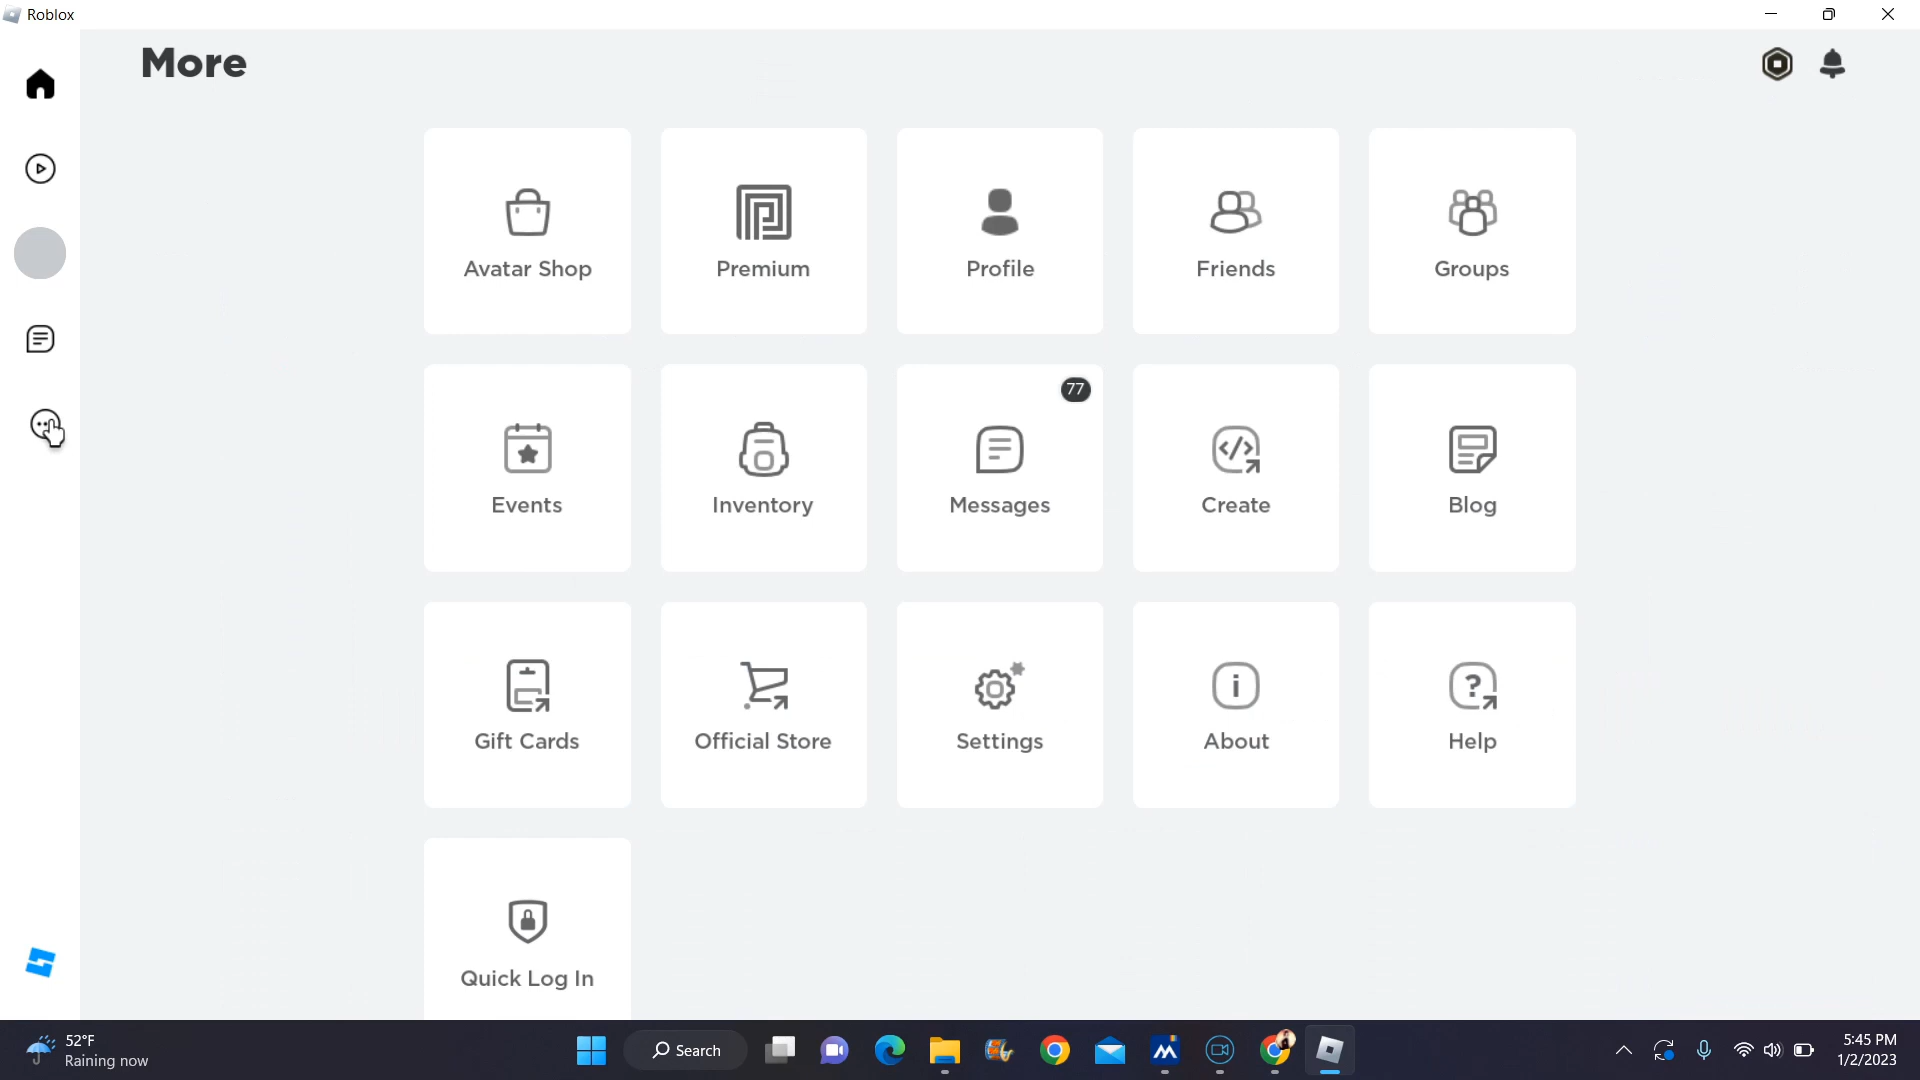 Roblox
More
Avatar Shop
Premium
Profile
Friends
Groups
77
Events
Inventory
Messages
Create
Blog
Gift Cards
Official Store
Settings
About
Help
Quick Log In
52°F
Raining now
Search
5:45 PM
1/2/2023